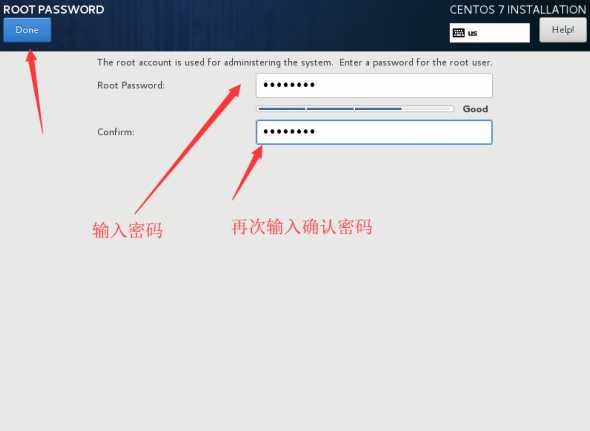 ROOT PASSWORD
CENTOS 7 INSTALLATION
Done
us
Help!
The root account is used for administering the system. Enter a password for the root user.
Root Password:
••••••••
Good
Confirm:
••••••••
输入密码
再次输入确认密码